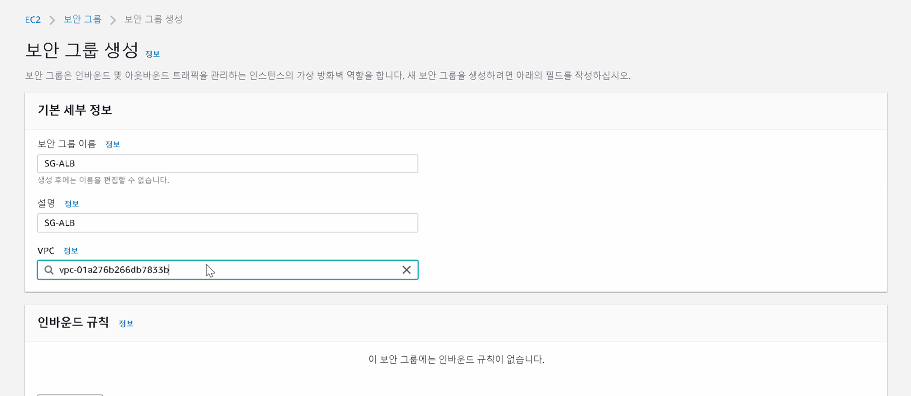 EC2 > 보안 그룹 > 보안 그룹 생성
보안 그룹 생성 정보
보안 그룹은 인바운드 및 아웃바운드 트래픽을 관리하는 인스턴스의 가상 방화벽 역할을 합니다. 새 보안 그룹을 생성하려면 아래의 필드를 작성하십시오.
기본 세부 정보
보안 그룹 이름 정보
SG-ALB
생성 후에는 이름을 편집할 수 없습니다.
설명 정보
SG-ALB
VPC 정보
vpc-01a276b266db7833b
인바운드 규칙 정보
이 보안 그룹에는 인바운드 규칙이 없습니다.